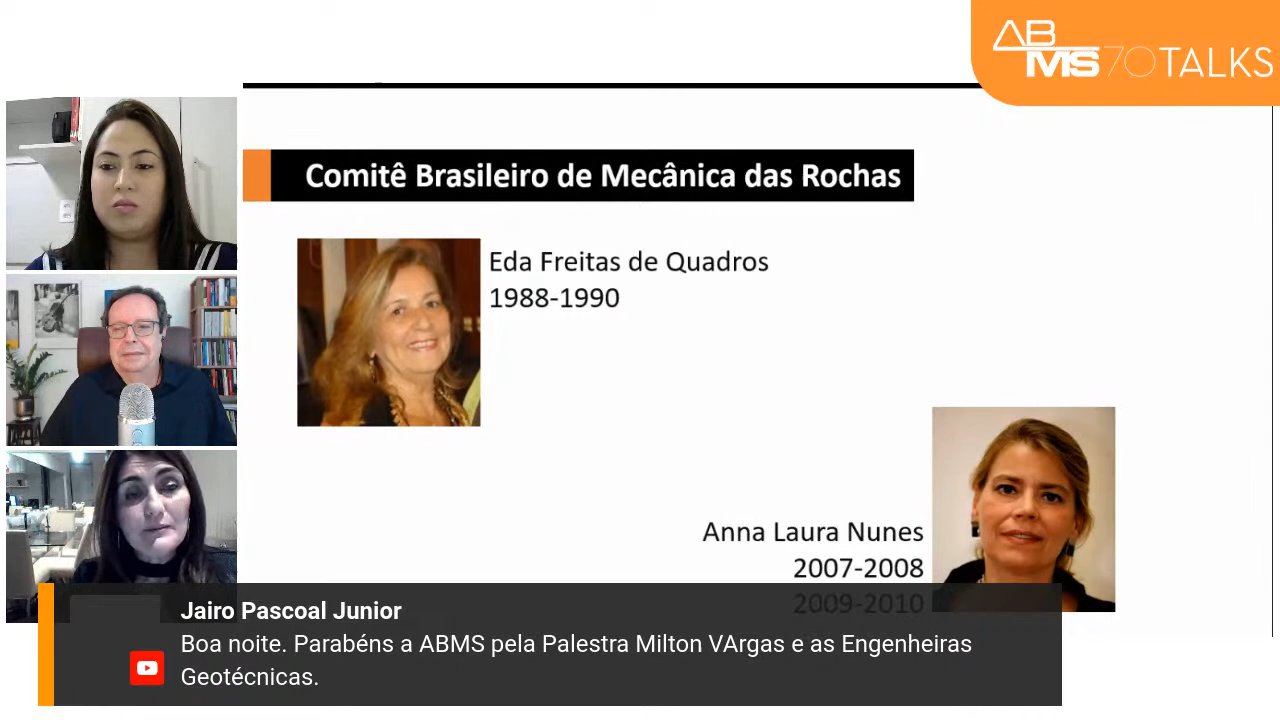 ABMS 70 TALKS
Comitê Brasileiro de Mecânica das Rochas
Eda Freitas de Quadros
1988-1990
Anna Laura Nunes
2007-2008
2009-2010
Jairo Pascoal Junior
Boa noite. Parabéns a ABMS pela Palestra Milton VArgas e as Engenheiras
Geotécnicas.